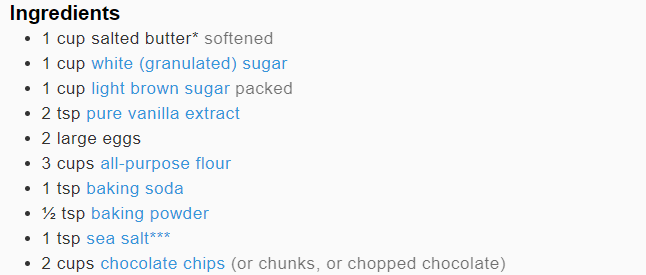 Ingredients
• 1 cup salted butter* softened
• 1 cup white (granulated) sugar
• 1 cup light brown sugar packed
• 2 tsp pure vanilla extract
• 2 large eggs
• 3 cups all-purpose flour
• 1 tsp baking soda
• ½ tsp baking powder
• 1 tsp sea salt***
• 2 cups chocolate chips (or chunks, or chopped chocolate)